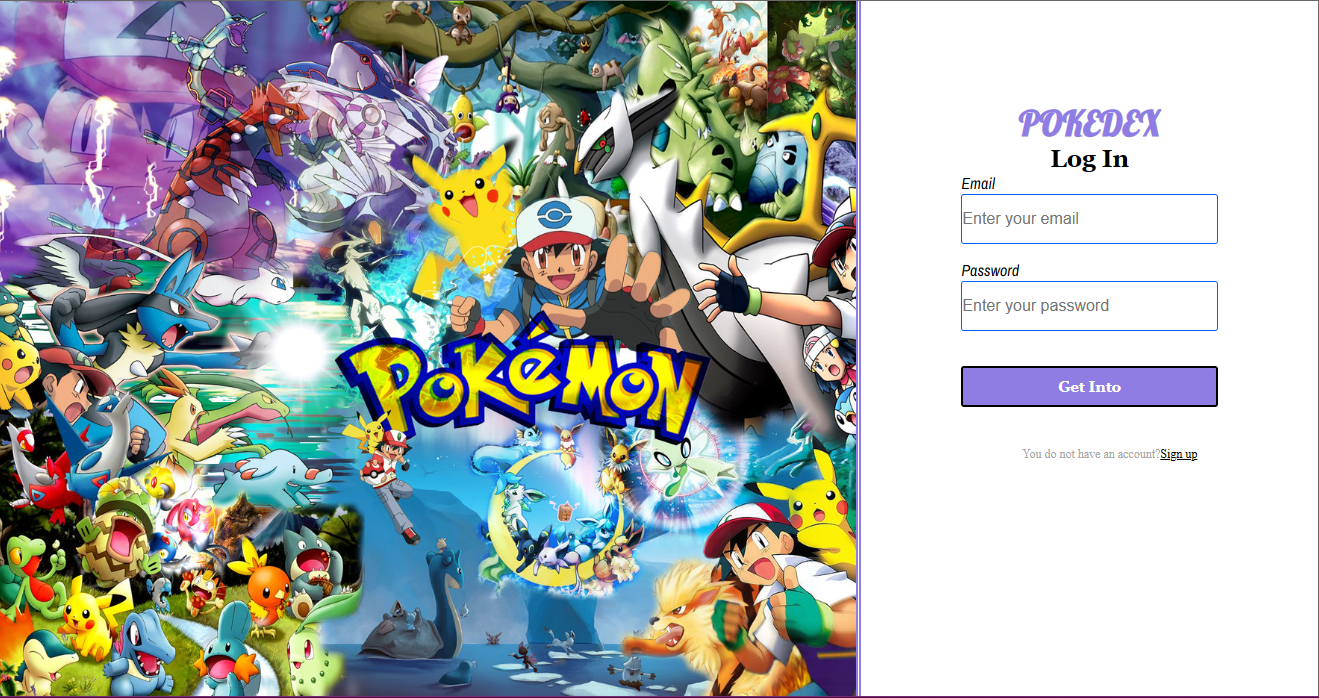 Pokémon
POKEDEX
Log In
Email
Enter your email
Password
Enter your password
Get Into
You do not have an account?Sign up